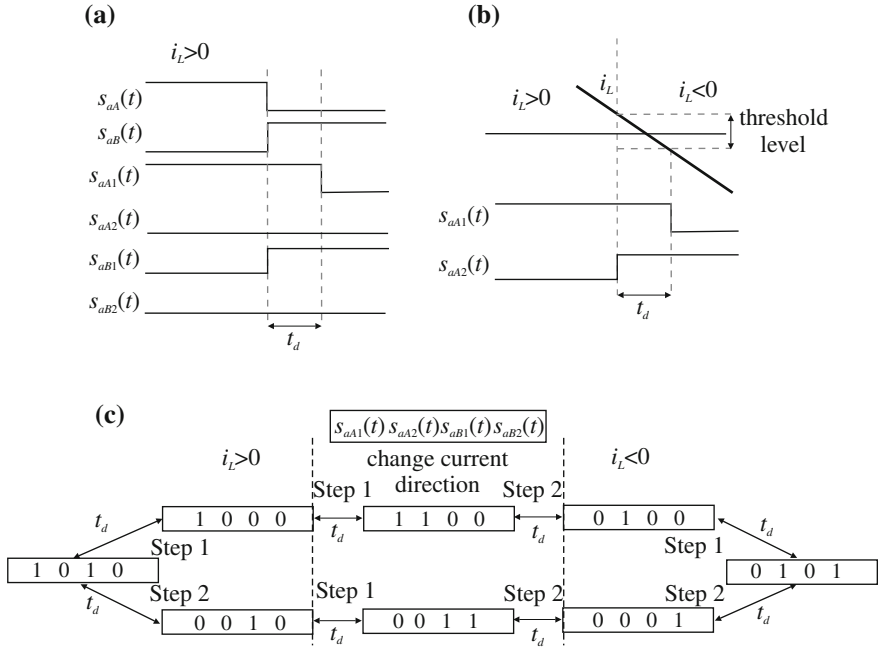 (a)
i_L>0
s_aA(t)
s_aB(t)
s_aA1(t)
s_aA2(t)
s_aB1(t)
s_aB2(t)
t_d
(b)
i_L>0
i_L
i_L<0
threshold
level
s_aA1(t)
s_aA2(t)
t_d
(c)
s_aA1(t) s_aA2(t) s_aB1(t) s_aB2(t)
i_L>0
change current
direction
i_L<0
Step 1
Step 2
t_d
1 0 0 0
t_d
1 1 0 0
t_d
0 1 0 0
t_d
Step 1
Step 1
1 0 1 0
0 1 0 1
Step 2
Step 1
Step 2
Step 2
t_d
0 0 1 0
t_d
0 0 1 1
t_d
0 0 0 1
t_d